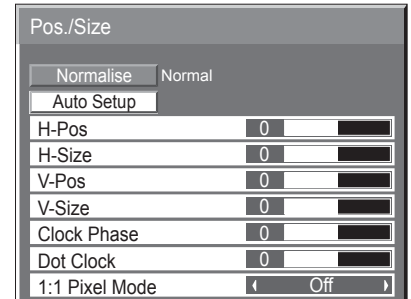 Pos./Size
Normalise Normal
Auto Setup
H-Pos 0
H-Size 0
V-Pos 0
V-Size 0
Clock Phase 0
Dot Clock 0
1:1 Pixel Mode Off